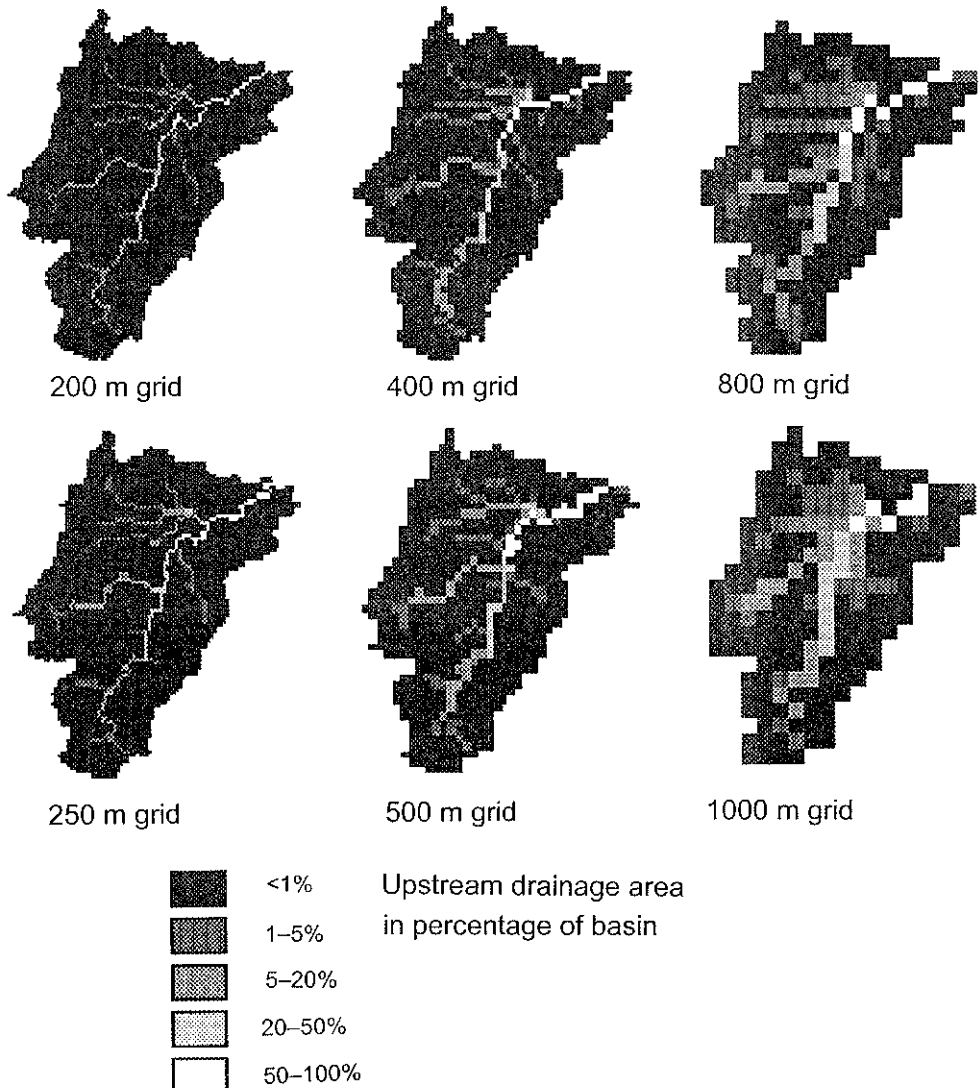 200 m grid
400 m grid
800 m grid
250 m grid
500 m grid
1000 m grid
<1%
Upstream drainage area
1–5%
in percentage of basin
5–20%
20–50%
50–100%